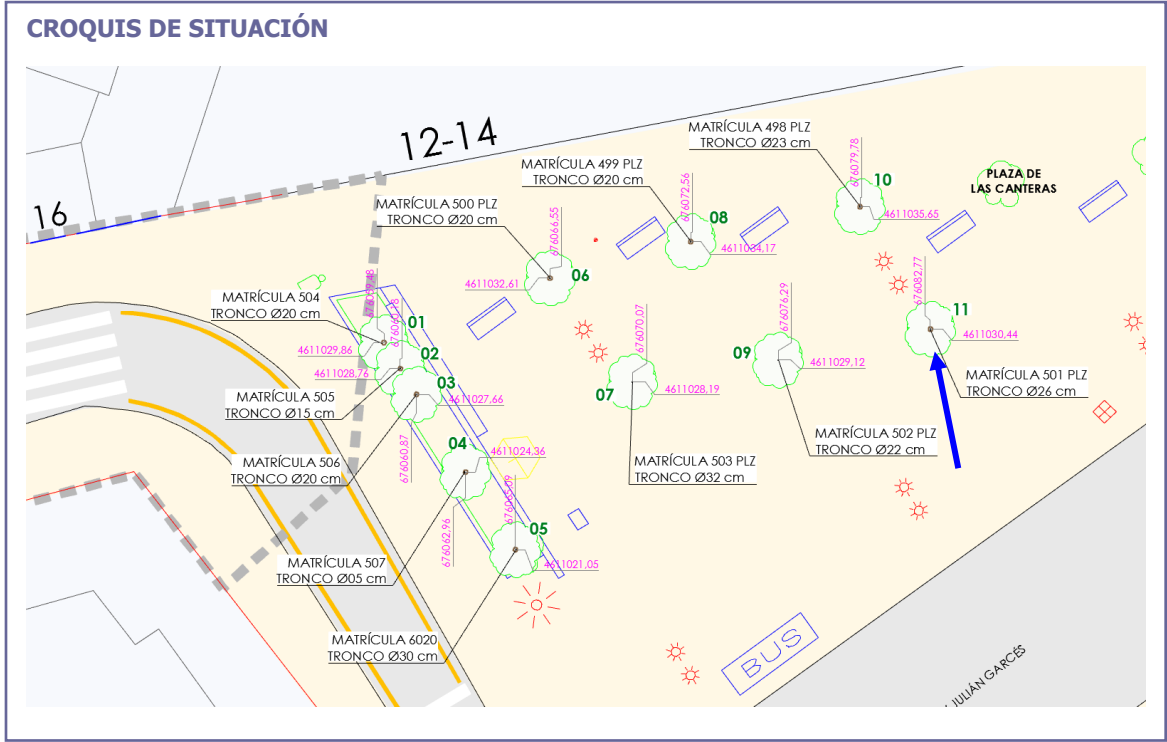 CROQUIS DE SITUACIÓN
12-14
16
MATRÍCULA 498 PLZ
TRONCO Ø23 cm
676079,78
10
4611035,65
PLAZA DE
LAS CANTERAS
MATRÍCULA 499 PLZ
TRONCO Ø20 cm
676072,56
08
4611034,17
MATRÍCULA 500 PLZ
TRONCO Ø20 cm
676066,55
06
4611032,61
MATRÍCULA 504
TRONCO Ø20 cm
676059,48
01
4611029,86
676060,18
02
4611028,76
MATRÍCULA 505
TRONCO Ø15 cm
03
4611027,66
676060,87
MATRÍCULA 506
TRONCO Ø20 cm
04
4611024,36
676062,96
MATRÍCULA 507
TRONCO Ø05 cm
676065,09
05
4611021,05
MATRÍCULA 6020
TRONCO Ø30 cm
676070,07
07
4611028,19
MATRÍCULA 503 PLZ
TRONCO Ø32 cm
676076,29
09
4611029,12
MATRÍCULA 502 PLZ
TRONCO Ø22 cm
676082,77
11
4611030,44
MATRÍCULA 501 PLZ
TRONCO Ø26 cm
BUS
JULIÁN GARCÉS